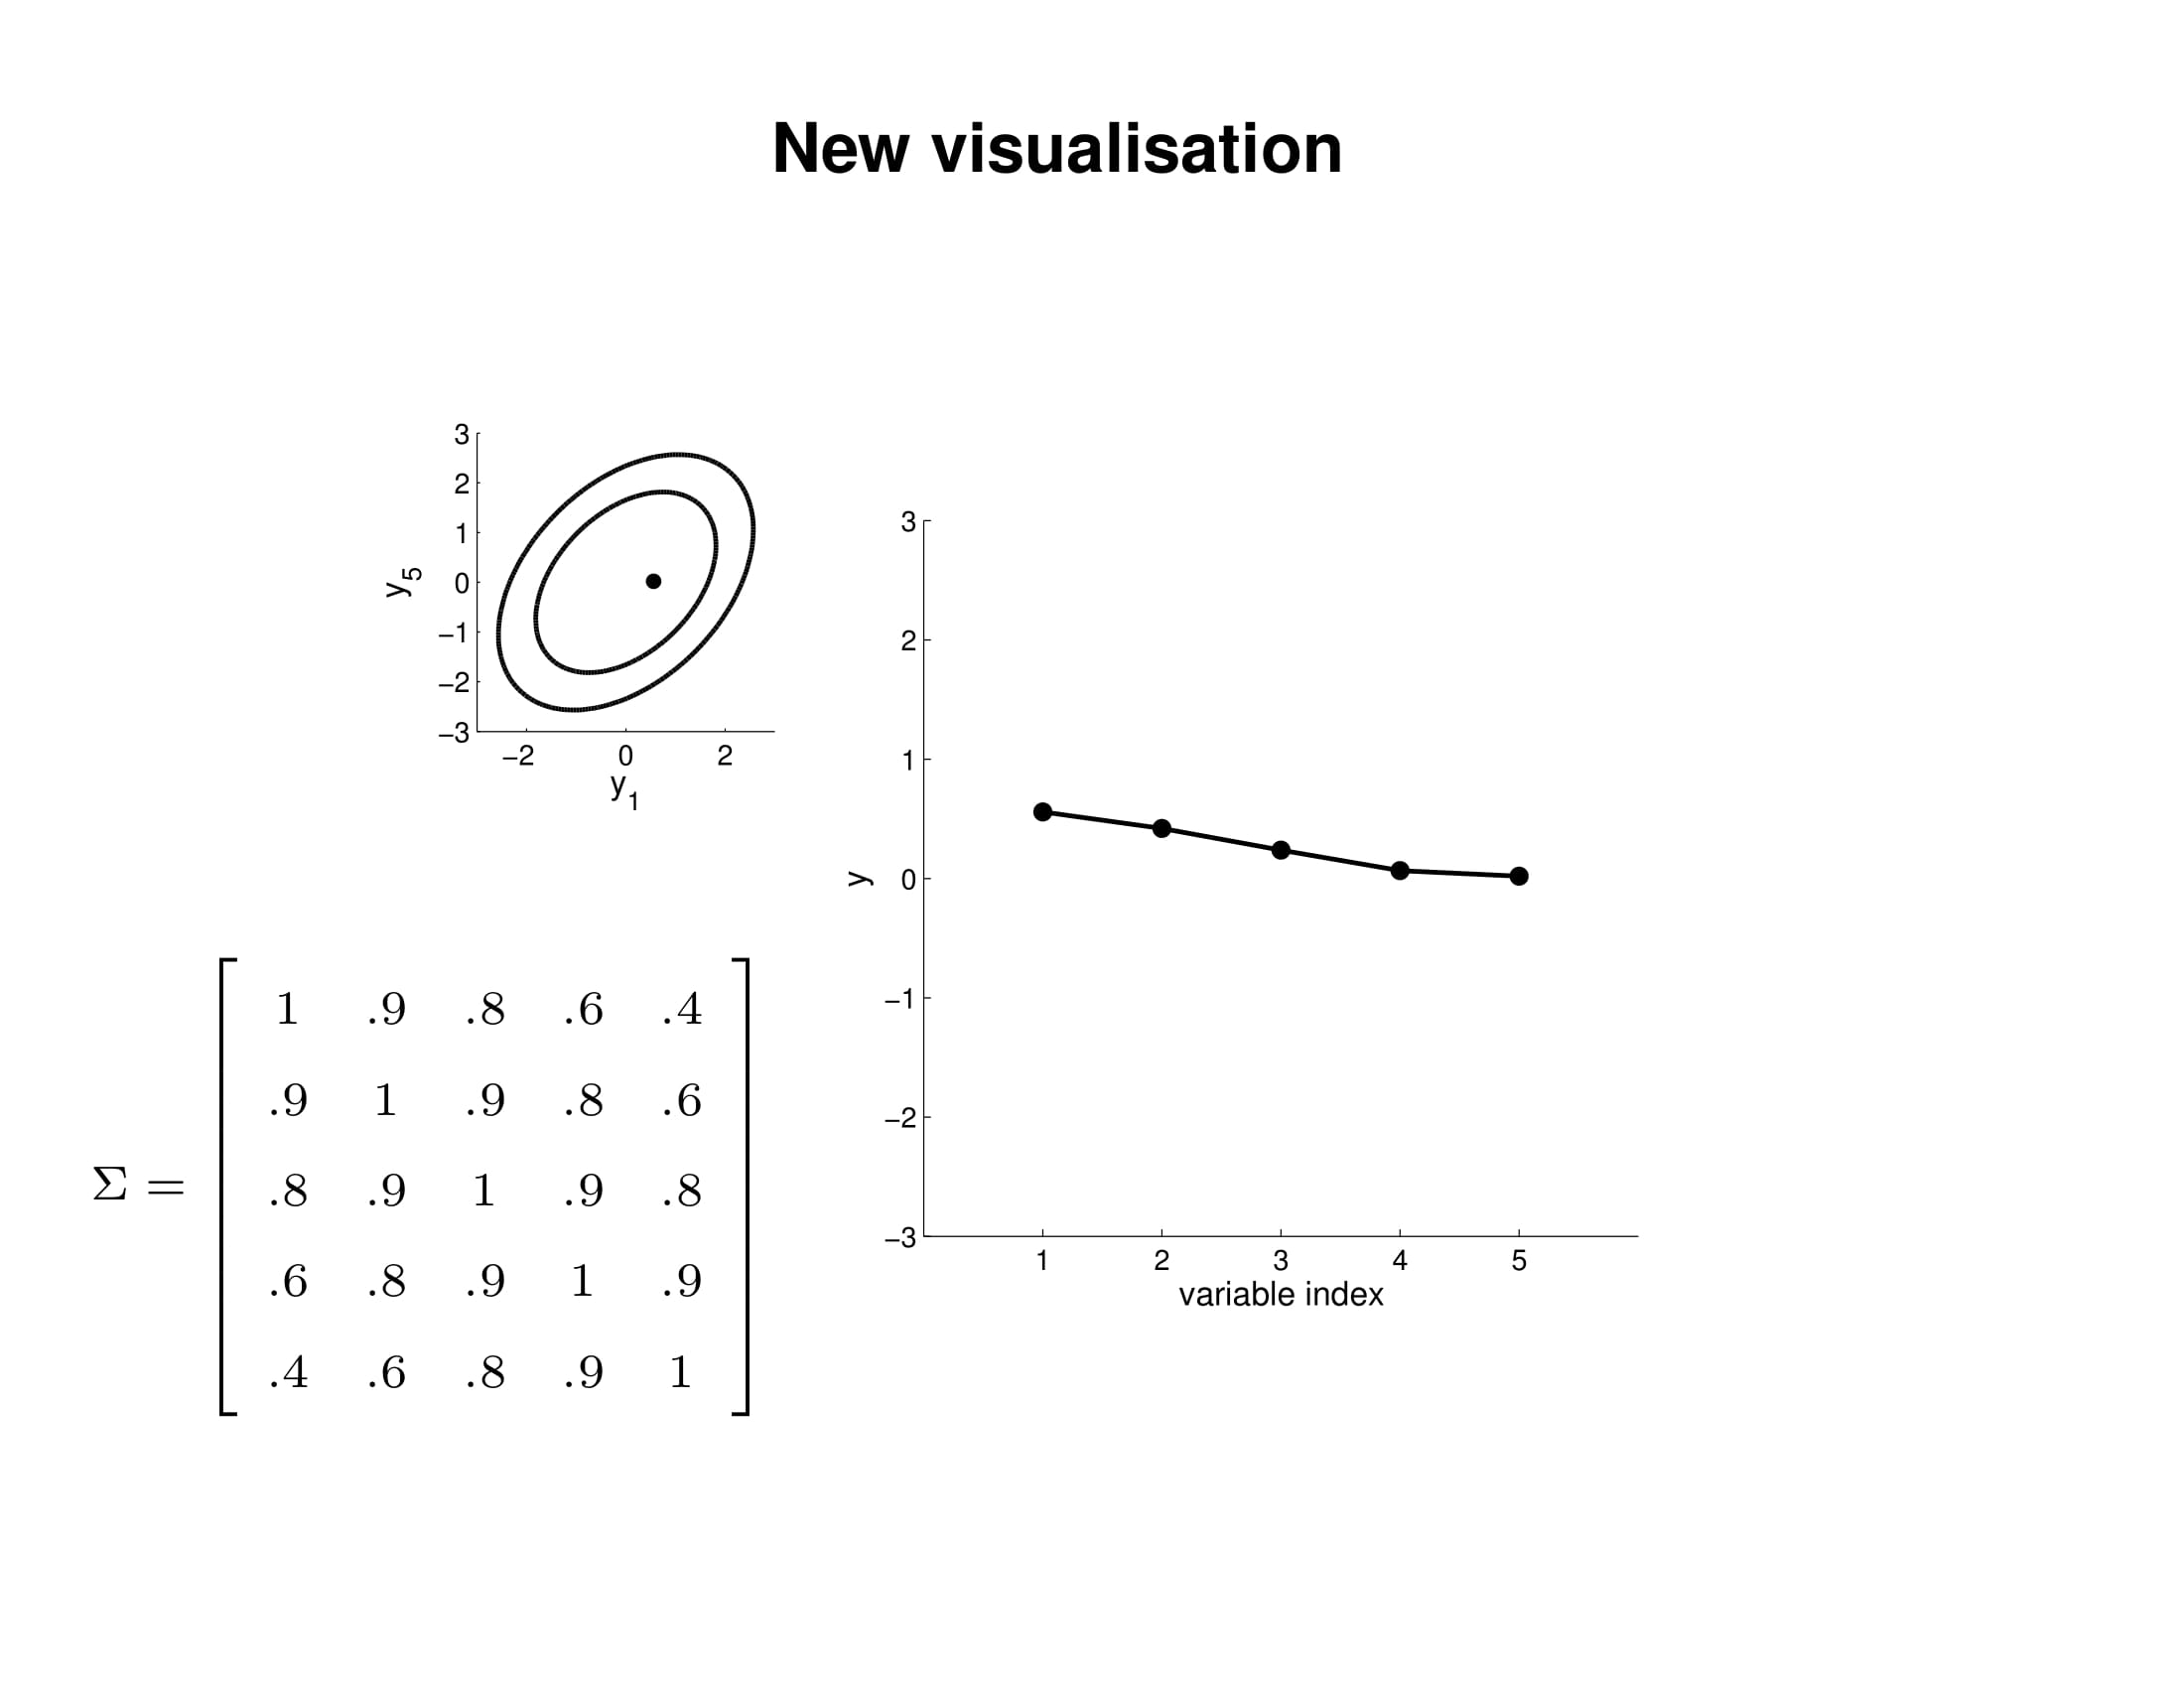 New visualisation
3
2
1
0
−1
−2
−3
y5
−2 0 2
y1
3
2
1
0
−1
−2
−3
y
1 2 3 4 5
variable index
Σ =
1 .9 .8 .6 .4
.9 1 .9 .8 .6
.8 .9 1 .9 .8
.6 .8 .9 1 .9
.4 .6 .8 .9 1